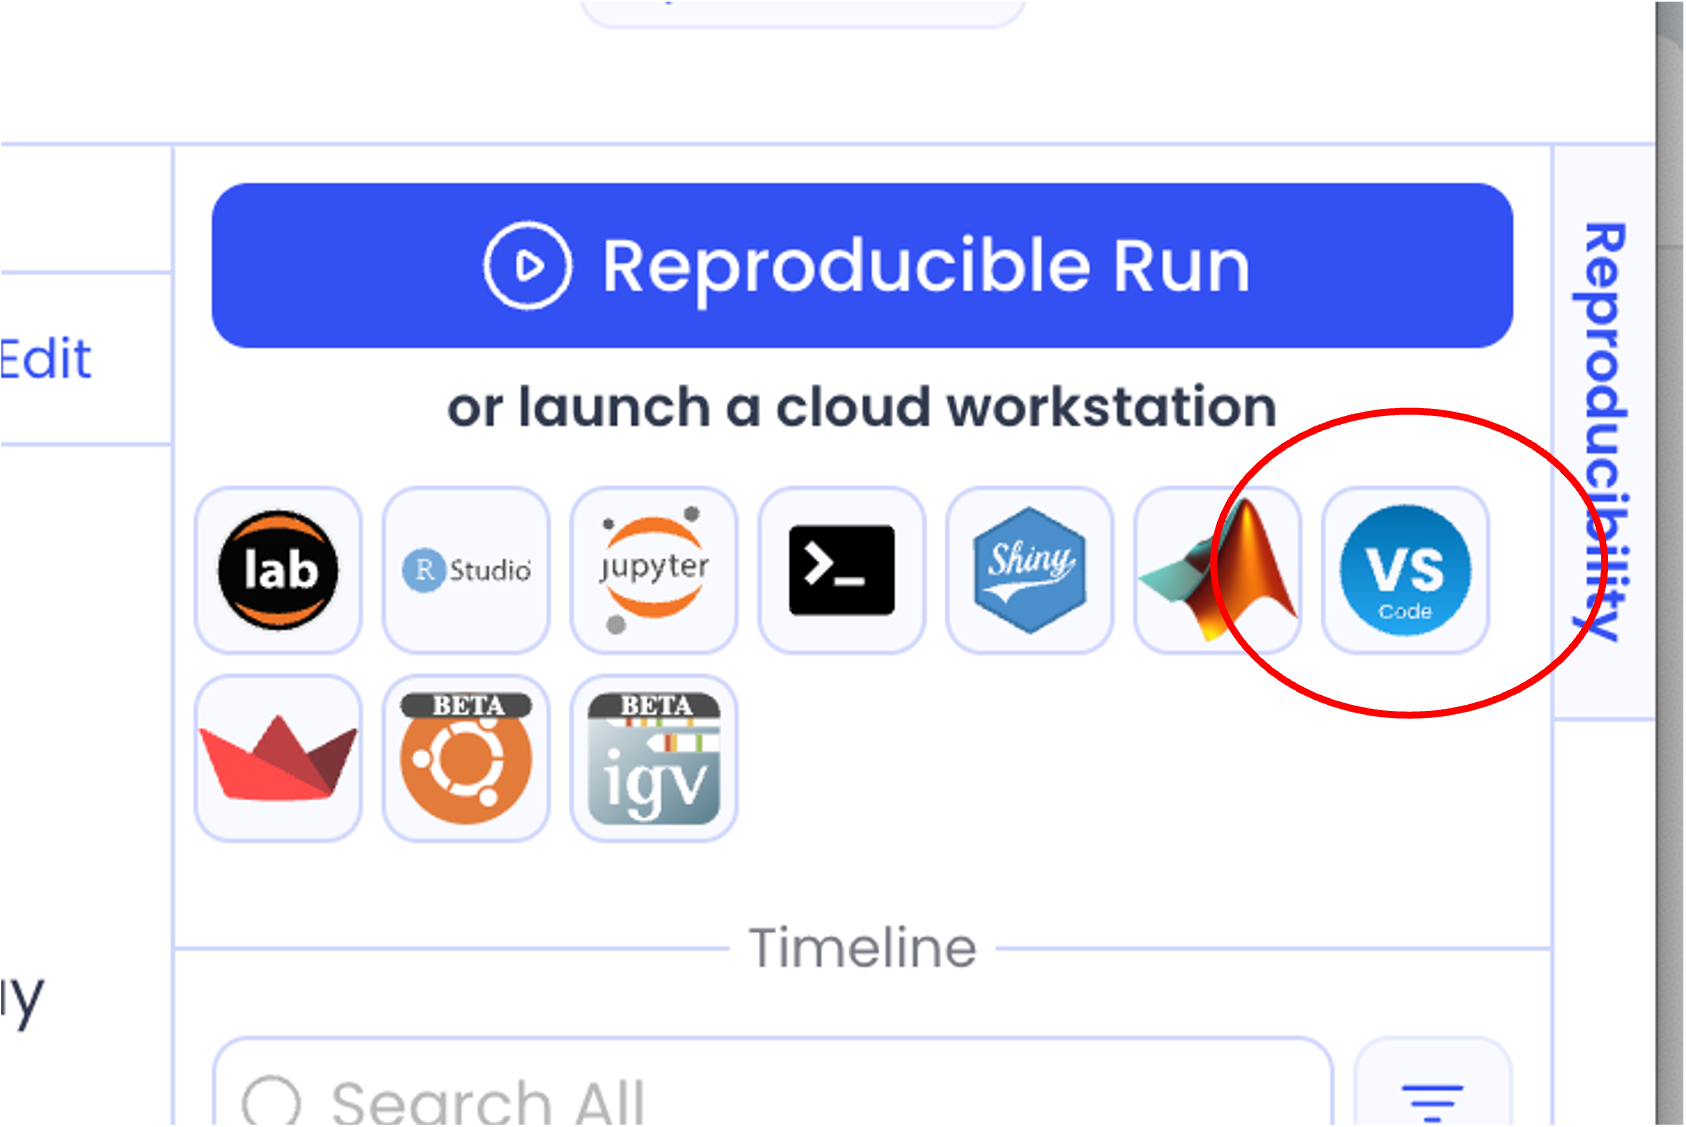 Reproducible Run
Edit
or launch a cloud workstation
Reproducibility
lab
R Studio
jupyter
>_
Shiny
VS
Code
BETA
BETA
igv
Timeline
Search All